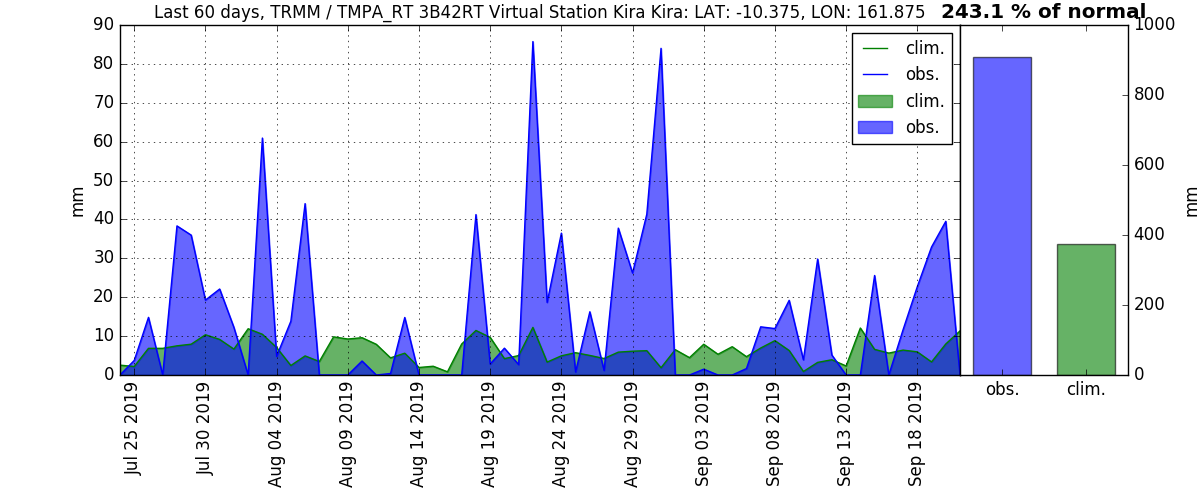 Last 60 days, TRMM / TMPA_RT 3B42RT Virtual Station Kira Kira: LAT: -10.375, LON: 161.875
243.1 % of normal
90
80
70
60
50
40
30
20
10
0
mm
clim.
obs.
clim.
obs.
Jul 25 2019
Jul 30 2019
Aug 04 2019
Aug 09 2019
Aug 14 2019
Aug 19 2019
Aug 24 2019
Aug 29 2019
Sep 03 2019
Sep 08 2019
Sep 13 2019
Sep 18 2019
1000
800
600
400
200
0
mm
obs.
clim.